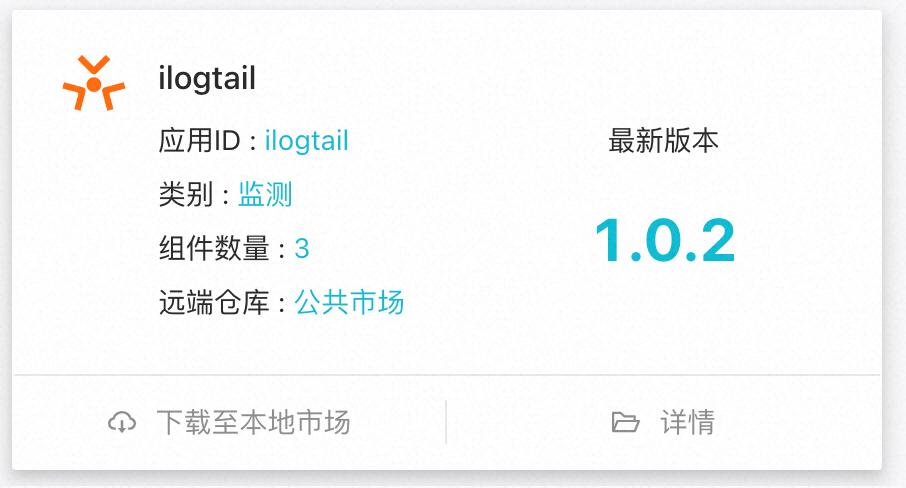 ilogtail
应用ID : ilogtail
类别 : 监测
组件数量 : 3
远端仓库 : 公共市场
最新版本
1.0.2
下载至本地市场
详情